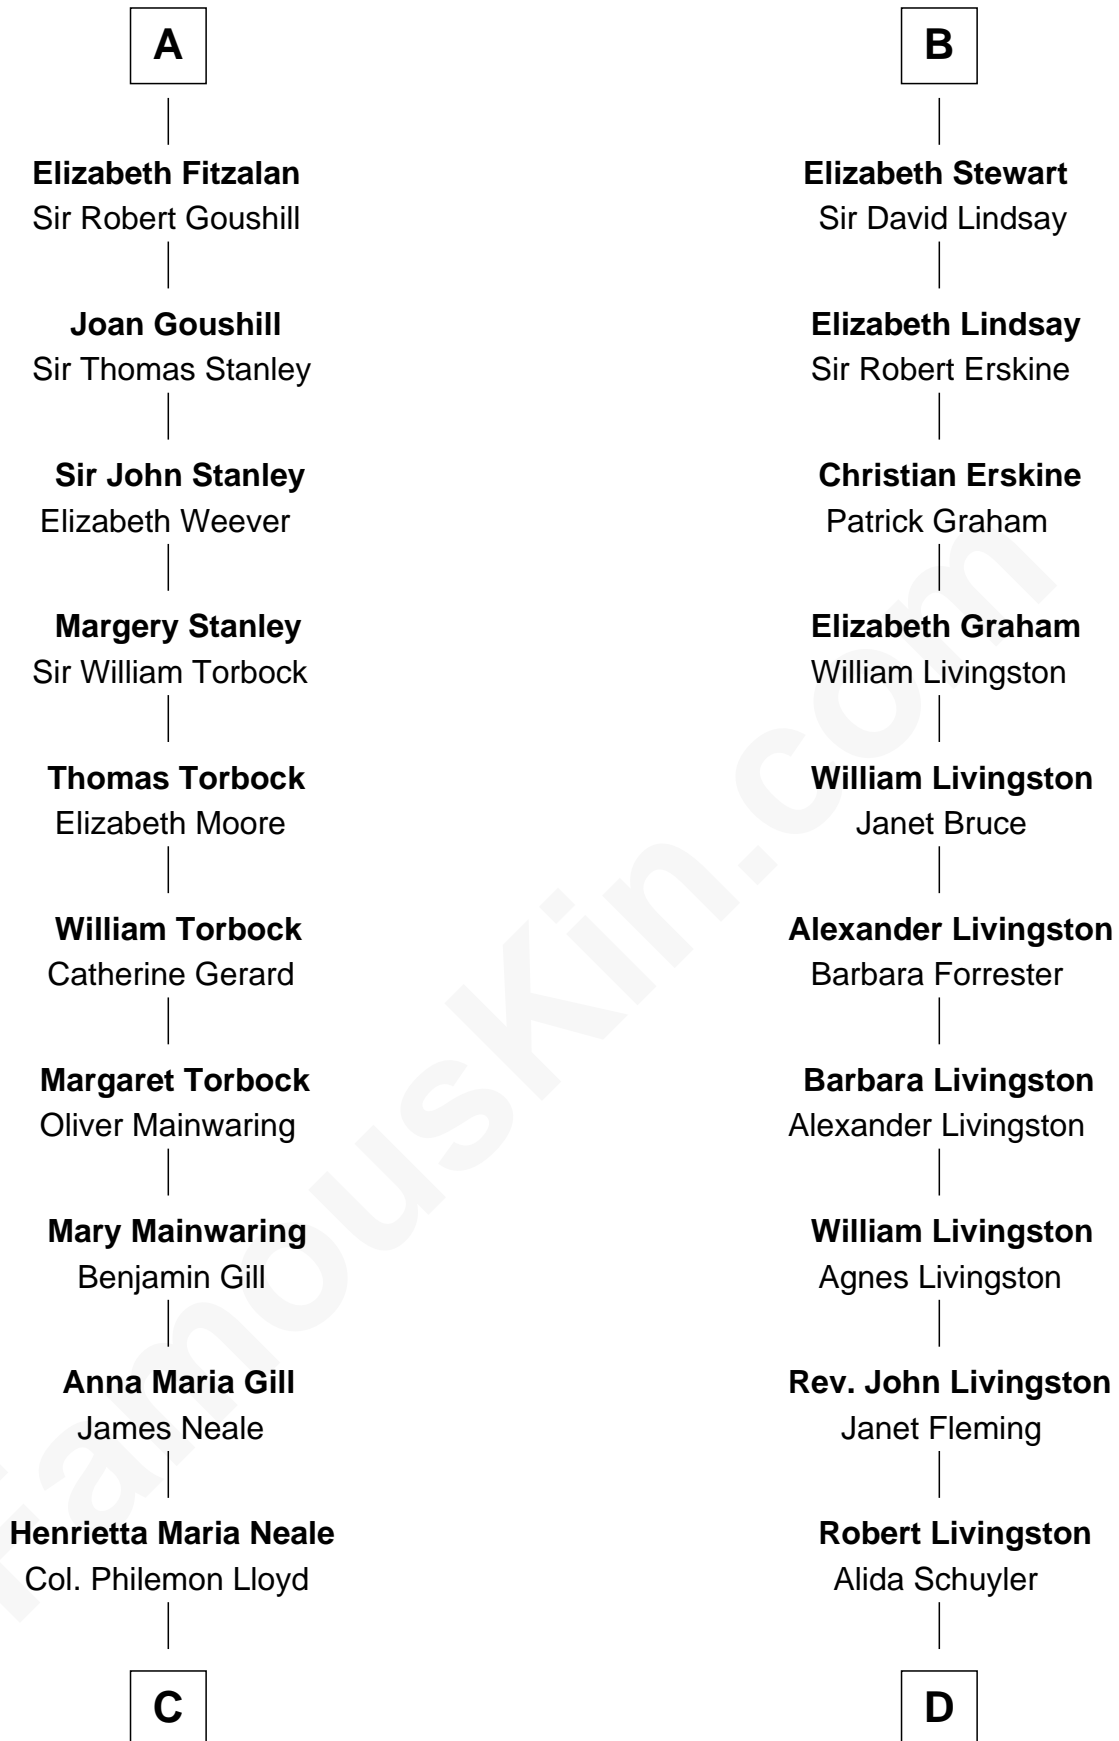 A
Elizabeth Fitzalan
Sir Robert Goushill
Joan Goushill
Sir Thomas Stanley
Sir John Stanley
Elizabeth Weever
Margery Stanley
Sir William Torbock
Thomas Torbock
Elizabeth Moore
William Torbock
Catherine Gerard
Margaret Torbock
Oliver Mainwaring
Mary Mainwaring
Benjamin Gill
Anna Maria Gill
James Neale
Henrietta Maria Neale
Col. Philemon Lloyd
C
B
Elizabeth Stewart
Sir David Lindsay
Elizabeth Lindsay
Sir Robert Erskine
Christian Erskine
Patrick Graham
Elizabeth Graham
William Livingston
William Livingston
Janet Bruce
Alexander Livingston
Barbara Forrester
Barbara Livingston
Alexander Livingston
William Livingston
Agnes Livingston
Rev. John Livingston
Janet Fleming
Robert Livingston
Alida Schuyler
D
FamousKin.com